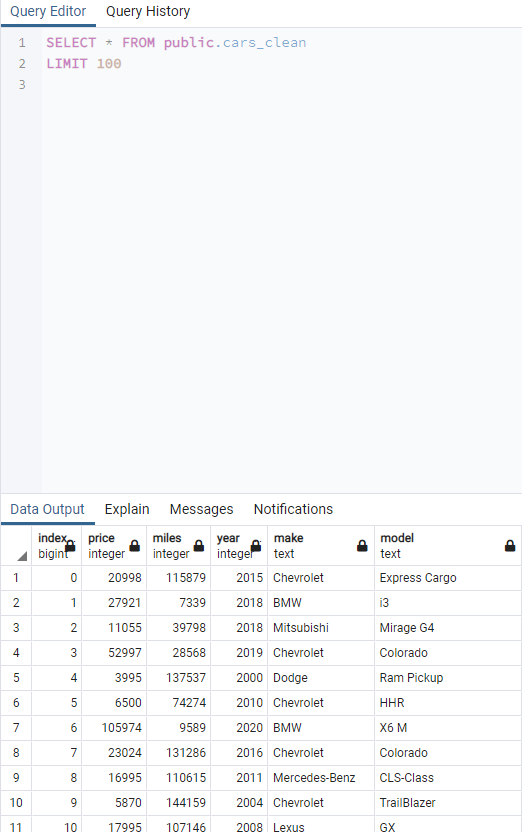 Query Editor Query History
1 SELECT * FROM public.cars_clean
2 LIMIT 100
3
Data Output Explain Messages Notifications
index price miles year make model
bigint integer integer integer text text
1 0 20998 115879 2015 Chevrolet Express Cargo
2 1 27921 7339 2018 BMW i3
3 2 11055 39798 2018 Mitsubishi Mirage G4
4 3 52997 28568 2019 Chevrolet Colorado
5 4 3995 137537 2000 Dodge Ram Pickup
6 5 6500 74274 2010 Chevrolet HHR
7 6 105974 9589 2020 BMW X6 M
8 7 23024 131286 2016 Chevrolet Colorado
9 8 16995 110615 2011 Mercedes-Benz CLS-Class
10 9 5870 144159 2004 Chevrolet TrailBlazer
11 10 17995 107146 2008 Lexus GX